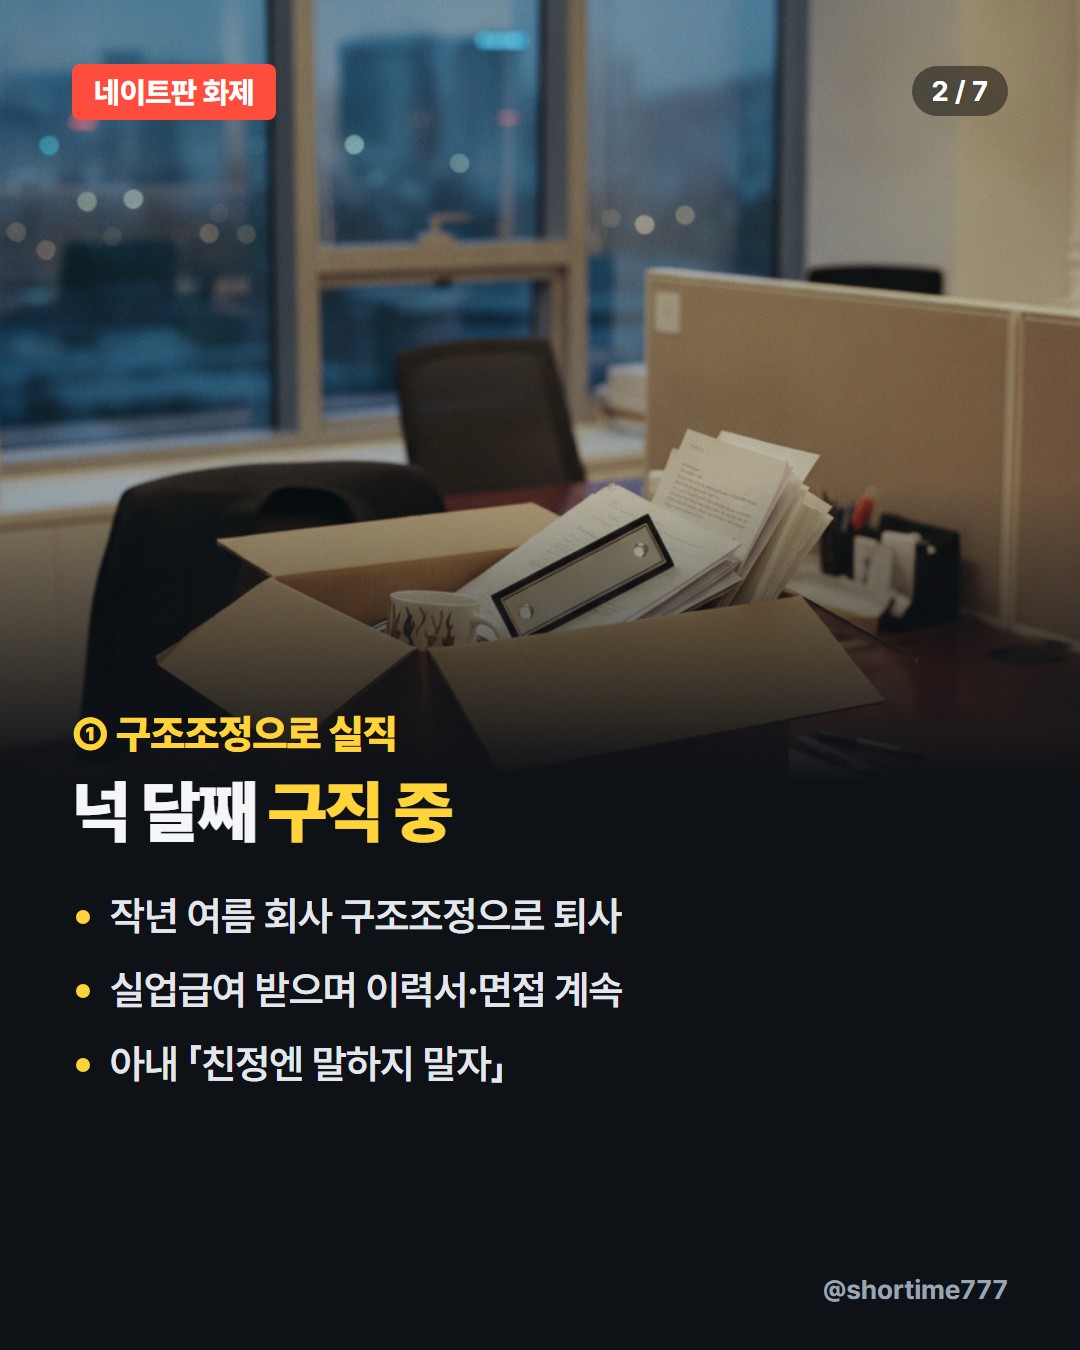 네이트판 화제
2 / 7
① 구조조정으로 실직
넉 달째 구직 중
• 작년 여름 회사 구조조정으로 퇴사
• 실업급여 받으며 이력서·면접 계속
• 아내 「친정엔 말하지 말자」
@shortime777